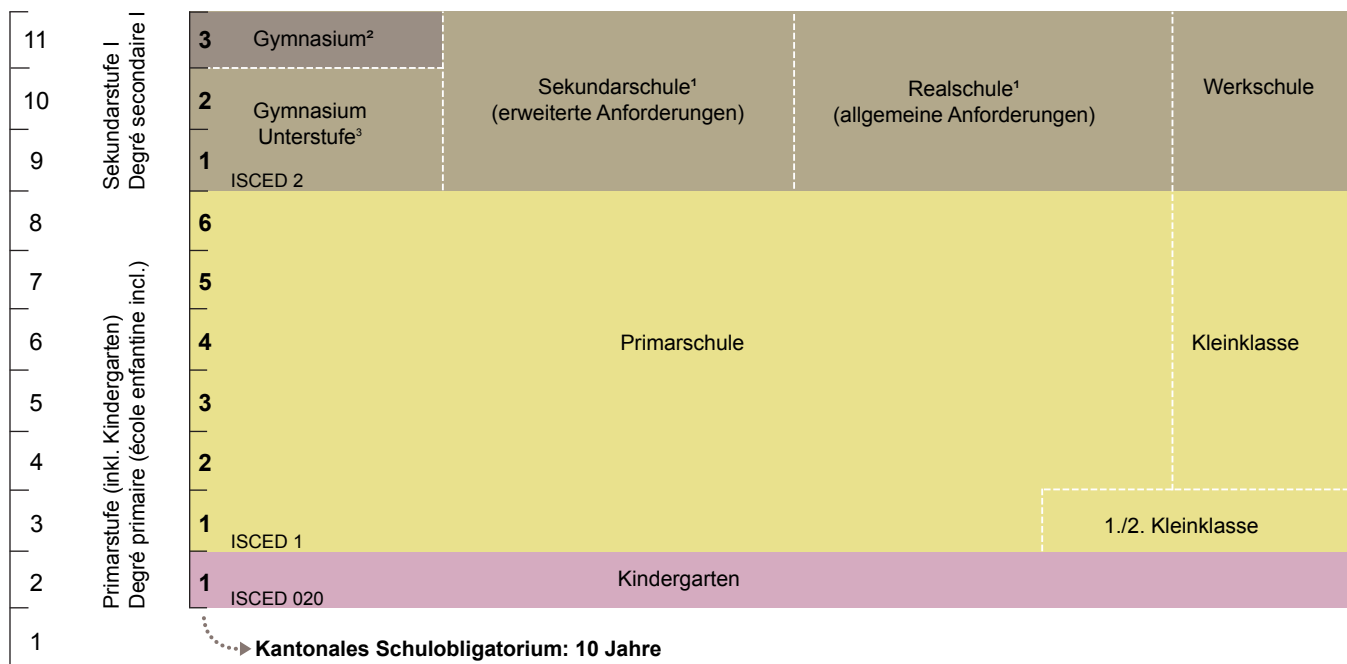 11
10
9
8
7
6
5
4
3
2
1
Sekundarstufe I
Degré secondaire I
Primarstufe (inkl. Kindergarten)
Degré primaire (école enfantine incl.)
3
2
1
6
5
4
3
2
1
1
Gymnasium²
Gymnasium
Unterstufe³
ISCED 2
Sekundarschule¹
(erweiterte Anforderungen)
Realschule¹
(allgemeine Anforderungen)
Werkschule
Primarschule
Kleinklasse
1./2. Kleinklasse
ISCED 1
Kindergarten
ISCED 020
Kantonales Schulobligatorium: 10 Jahre